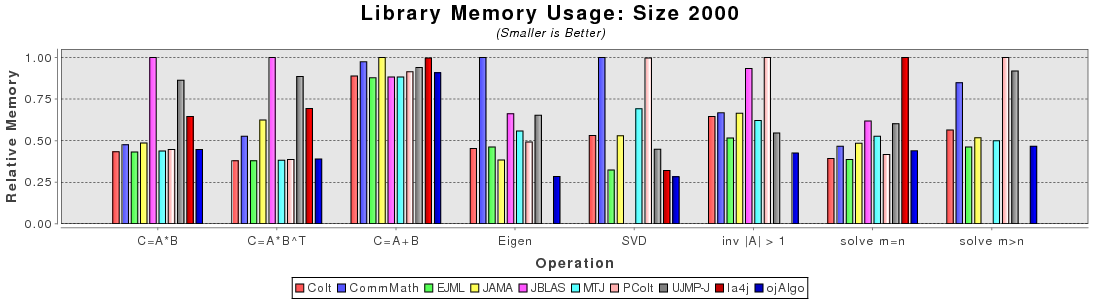 Library Memory Usage: Size 2000
(Smaller is Better)
Relative Memory
1.00
0.75
0.50
0.25
0.00
C=A*B C=A*B^T C=A+B Eigen SVD inv |A| > 1 solve m=n solve m>n
Operation
Colt CommMath EJML JAMA JBLAS MTJ PColt UJMP-J la4j ojAlgo